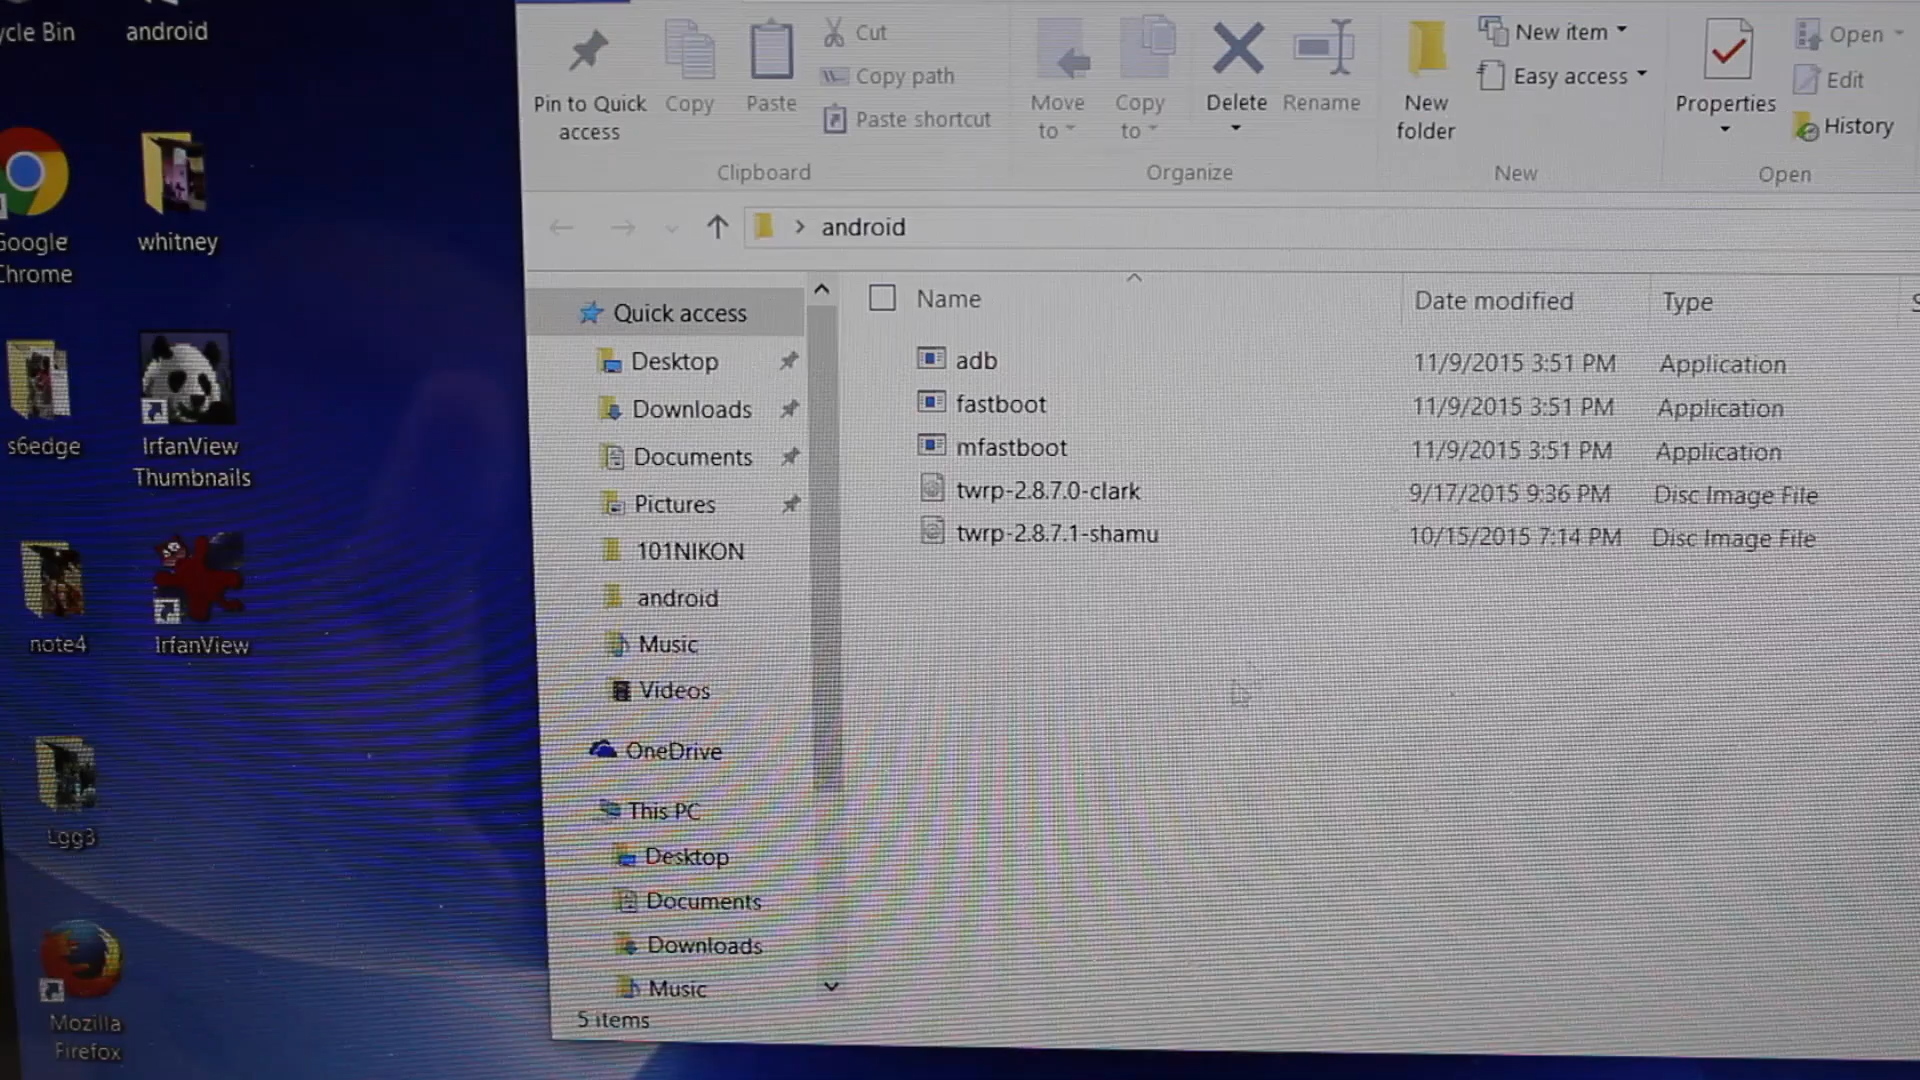 ycle Bin
android
Google
Chrome
whitney
s6edge
IrfanView
Thumbnails
note4
IrfanView
Lgg3
Mozilla
Firefox
Pin to Quick
access
Copy
Paste
Cut
Copy path
Paste shortcut
Clipboard
Move
to
Copy
to
Delete
Rename
Organize
New
folder
New item
Easy access
New
Properties
Open
Edit
History
Open
android
Quick access
Desktop
Downloads
Documents
Pictures
101NIKON
android
Music
Videos
OneDrive
This PC
Desktop
Documents
Downloads
Music
5 items
Name Date modified Type
adb 11/9/2015 3:51 PM Application
fastboot 11/9/2015 3:51 PM Application
mfastboot 11/9/2015 3:51 PM Application
twrp-2.8.7.0-clark 9/17/2015 9:36 PM Disc Image File
twrp-2.8.7.1-shamu 10/15/2015 7:14 PM Disc Image File